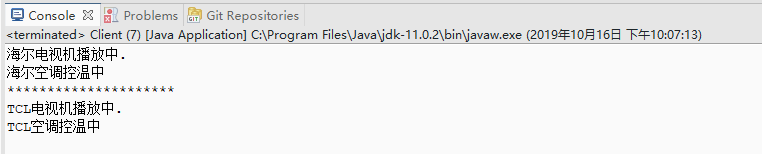 Console Problems Git Repositories
<terminated> Client (7) [Java Application] C:\Program Files\Java\jdk-11.0.2\bin\javaw.exe (2019年10月16日 下午10:07:13)
海尔电视机播放中.
海尔空调控温中
*********************
TCL电视机播放中.
TCL空调控温中